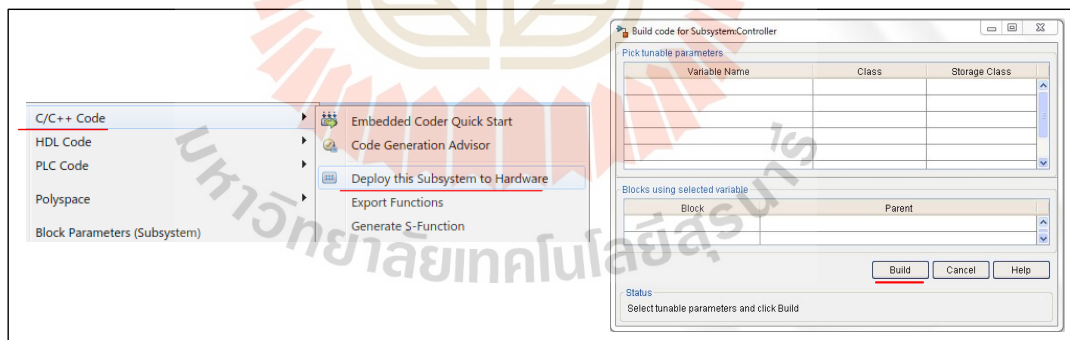 C/C++ Code
HDL Code
PLC Code
Polyspace
Block Parameters (Subsystem)
Embedded Coder Quick Start
Code Generation Advisor
Deploy this Subsystem to Hardware
Export Functions
Generate S-Function
Build code for Subsystem:Controller
Pick tunable parameters
Variable Name Class Storage Class
Blocks using selected variable
Block Parent
Build Cancel Help
Status
Select tunable parameters and click Build
มหาวิทยาลัยเทคโนโลยีสุรนารี